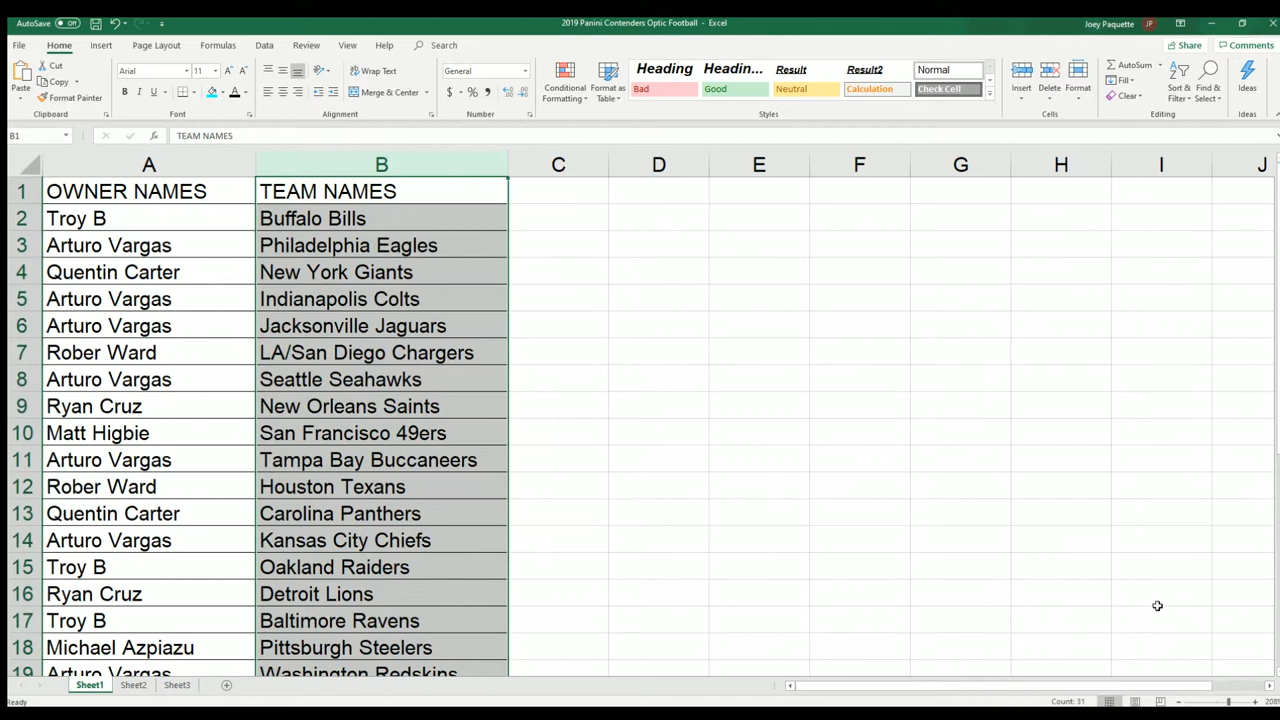 AutoSave Off 2019 Panini Contenders Optic Football - Excel Joey Paquette JP
File Home Insert Page Layout Formulas Data Review View Help Search Share Comments
Paste Cut Copy Format Painter Clipboard
Arial 11 A A B I U A Font
Wrap Text Merge & Center Alignment
General $ % Number
Conditional Formatting Format as Table
Heading Headin... Result Result2 Normal
Bad Good Neutral Calculation Check Cell
Styles
Insert Delete Format Cells
AutoSum Fill Clear Sort & Filter Find & Select Editing
Ideas Ideas
B1 fx TEAM NAMES
A B C D E F G H I J
1 OWNER NAMES TEAM NAMES
2 Troy B Buffalo Bills
3 Arturo Vargas Philadelphia Eagles
4 Quentin Carter New York Giants
5 Arturo Vargas Indianapolis Colts
6 Arturo Vargas Jacksonville Jaguars
7 Rober Ward LA/San Diego Chargers
8 Arturo Vargas Seattle Seahawks
9 Ryan Cruz New Orleans Saints
10 Matt Higbie San Francisco 49ers
11 Arturo Vargas Tampa Bay Buccaneers
12 Rober Ward Houston Texans
13 Quentin Carter Carolina Panthers
14 Arturo Vargas Kansas City Chiefs
15 Troy B Oakland Raiders
16 Ryan Cruz Detroit Lions
17 Troy B Baltimore Ravens
18 Michael Azpiazu Pittsburgh Steelers
19 Arturo Vargas Washington Redskins
Sheet1 Sheet2 Sheet3
Ready Count: 31 208%